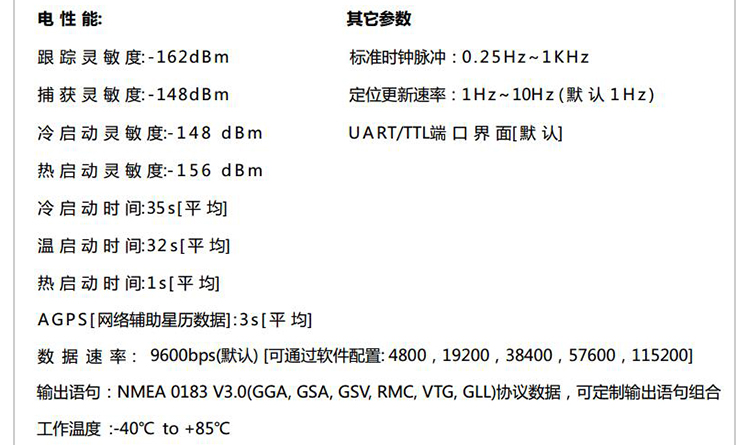 电性能:
跟踪灵敏度:-162dBm
捕获灵敏度:-148dBm
冷启动灵敏度:-148 dBm
热启动灵敏度:-156 dBm
冷启动时间:35s[平均]
温启动时间:32s[平均]
热启动时间:1s[平均]
AGPS[网络辅助星历数据]:3s[平均]
其它参数
标准时钟脉冲：0.25Hz~1KHz
定位更新速率：1Hz~10Hz(默认1Hz)
UART/TTL端口界面[默认]
数据速率： 9600bps(默认) [可通过软件配置: 4800，19200，38400，57600，115200]
输出语句：NMEA 0183 V3.0(GGA, GSA, GSV, RMC, VTG, GLL)协议数据，可定制输出语句组合
工作温度：-40℃ to +85℃